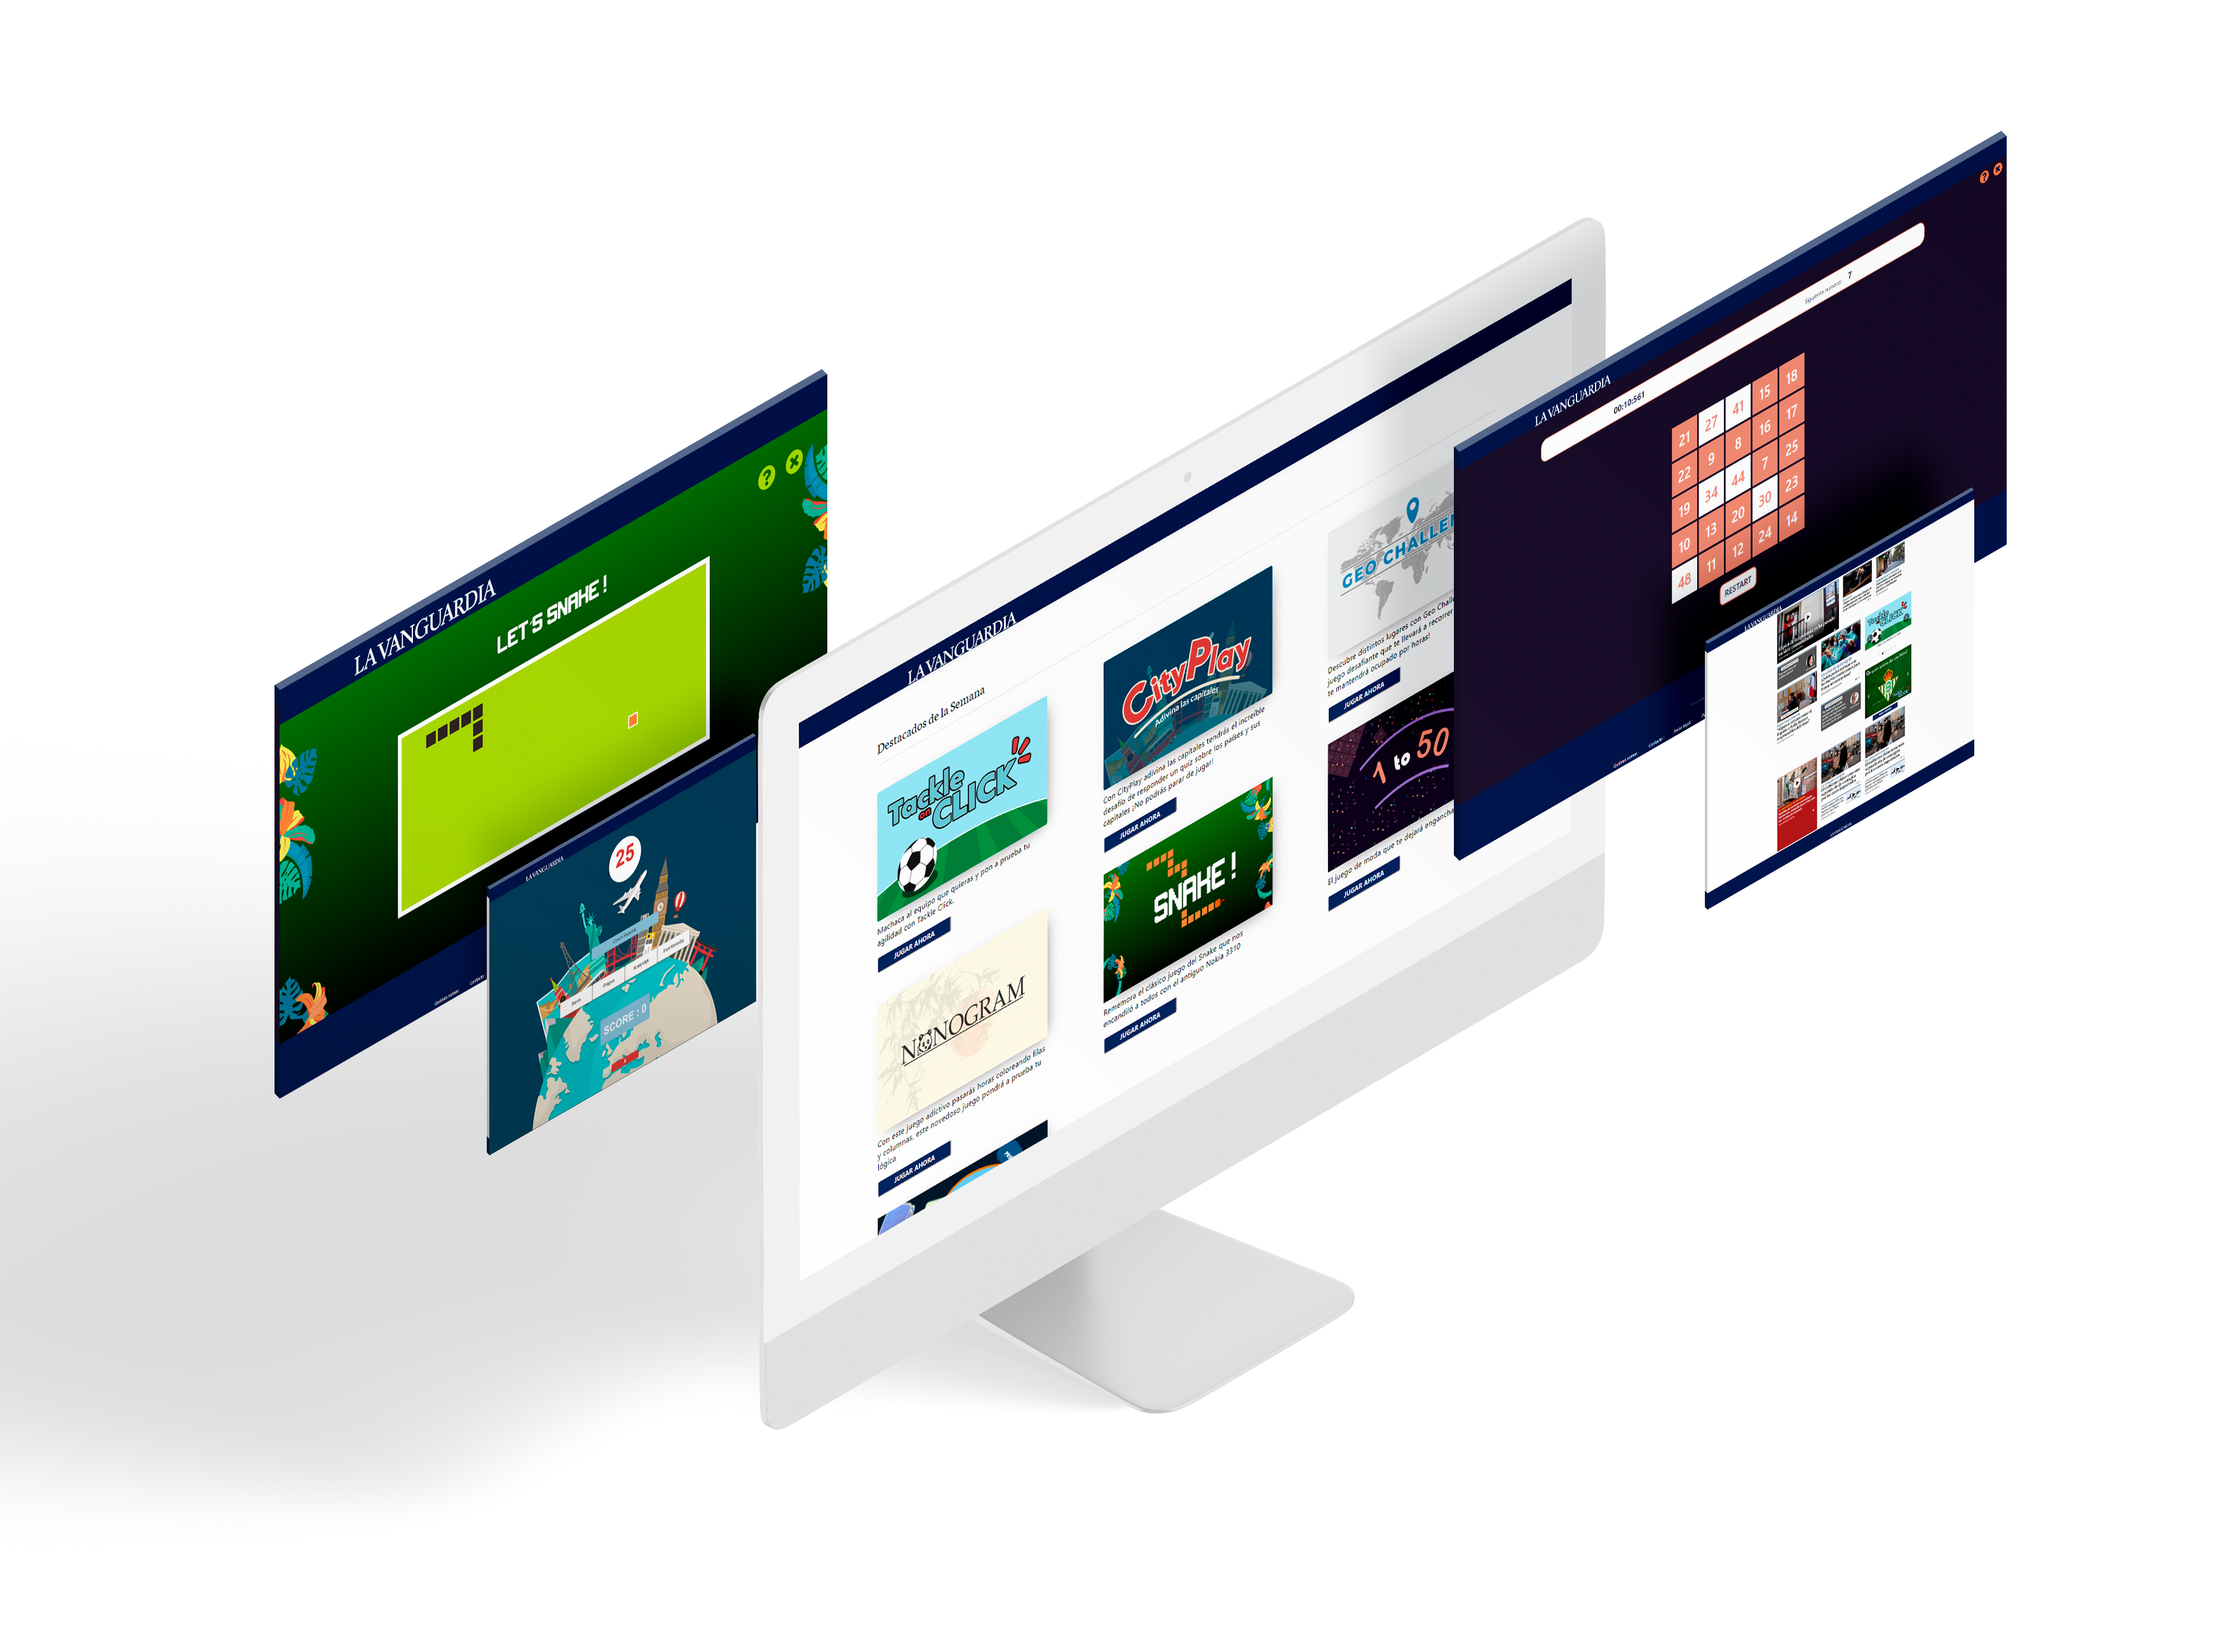 LA VANGUARDIA
LET'S SNAKE !
?
LA VANGUARDIA
25
Prague
SCORE : 0
LA VANGUARDIA
Destacados de la Semana
Tackle
on
CLICK
Machaca al equipo que quieras y pon a prueba tu
agilidad con Tackle Click.
JUGAR AHORA
NONOGRAM
Con este juego adictivo pasarás horas coloreando filas
y columnas, este novedoso juego pondrá a prueba tu
lógica
JUGAR AHORA
CityPlay
Adivina las capitales
Con CityPlay adivina las capitales tendrás el increíble
desafío de responder un quiz sobre los países y sus
capitales ¡No podrás parar de jugar!
JUGAR AHORA
SNAKE !
Rememora el clásico juego del Snake que nos
encandiló a todos con el antiguo Nokia 3310
JUGAR AHORA
GEO CHALLE
Descubre distintos lugares con Geo Chall
juego desafiante que te llevará a recorrer
te mantendrá ocupado por horas!
JUGAR AHORA
1 to 50
El juego de moda que te dejará engancha
JUGAR AHORA
LA VANGUARDIA
?
00:10:561
Siguiente número:
7
21 27 41 15 18
22 9 8 16 17
19 34 44 7 25
10 13 20 30 23
48 11 12 24 14
RESTART
Quiénes somos
Contacto
LA VANGUARDIA
Tackle
CLICK